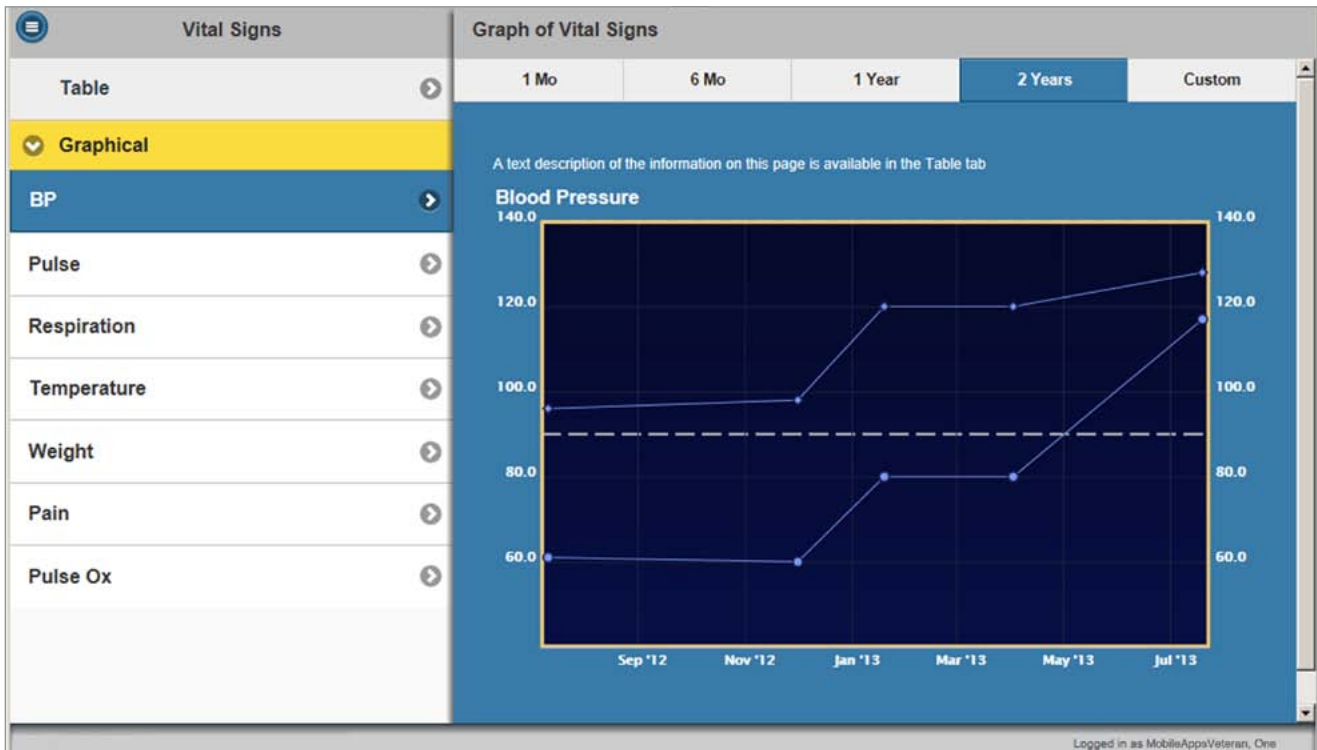 Vital Signs
Table
Graphical
BP
Pulse
Respiration
Temperature
Weight
Pain
Pulse Ox
Graph of Vital Signs
1 Mo 6 Mo 1 Year 2 Years Custom
A text description of the information on this page is available in the Table tab
Blood Pressure
140.0 140.0
120.0 120.0
100.0 100.0
80.0 80.0
60.0 60.0
Sep '12 Nov '12 Jan '13 Mar '13 May '13 Jul '13
Logged in as MobileAppsVeteran, One